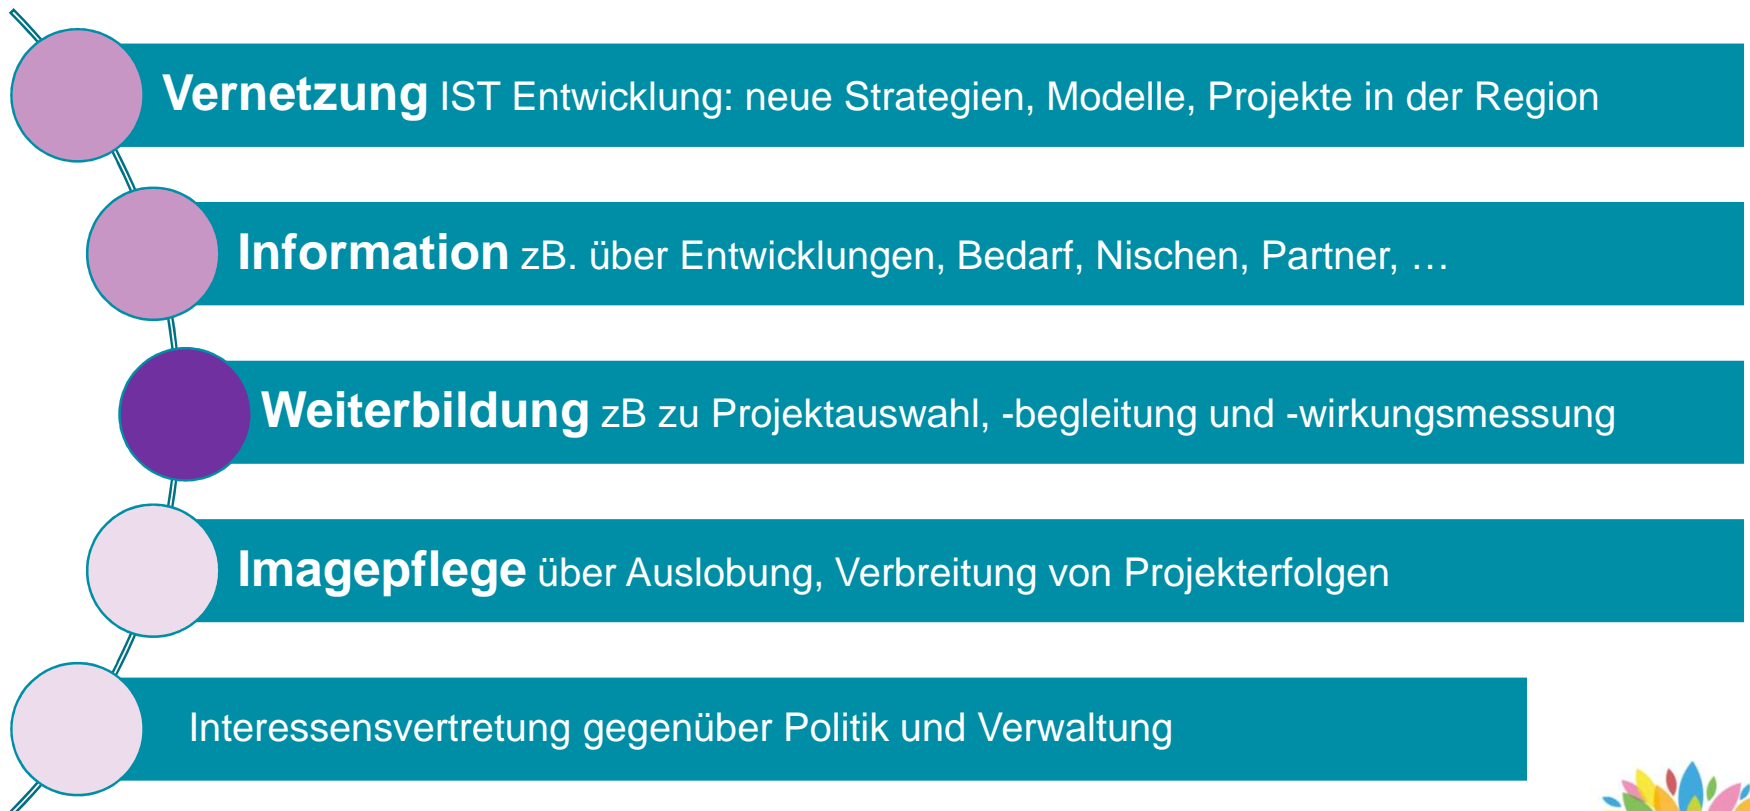 Vernetzung IST Entwicklung: neue Strategien, Modelle, Projekte in der Region
Information zB. über Entwicklungen, Bedarf, Nischen, Partner, …
Weiterbildung zB zu Projektauswahl, -begleitung und -wirkungsmessung
Imagepflege über Auslobung, Verbreitung von Projekterfolgen
Interessensvertretung gegenüber Politik und Verwaltung